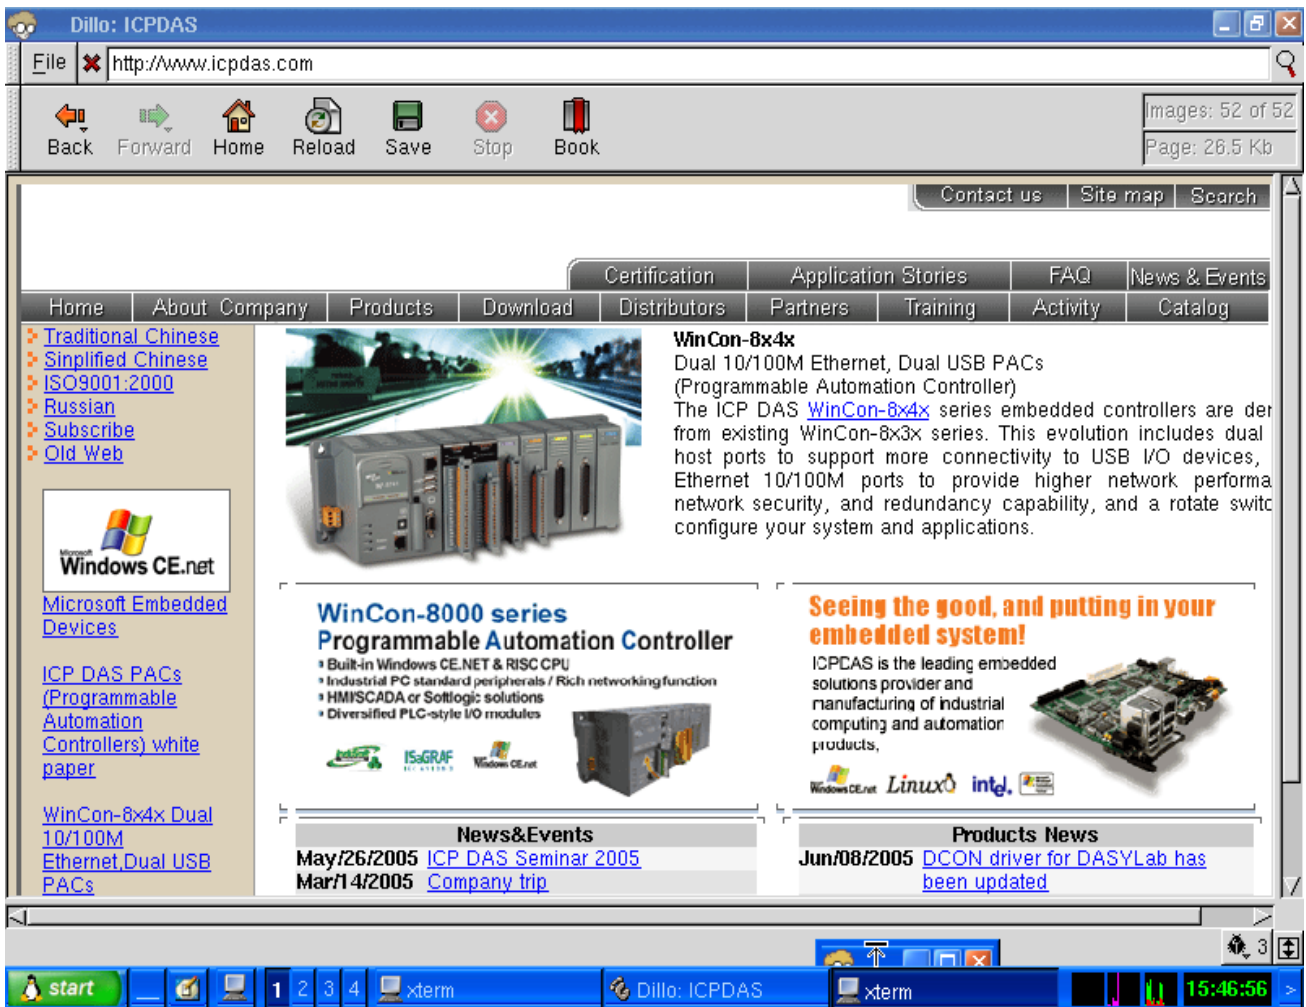 Dillo: ICPDAS
File http://www.icpdas.com
Back Forward Home Reload Save Stop Book
Images: 52 of 52
Page: 26.5 Kb
Contact us Site map Search
Certification Application Stories FAQ News & Events
Home About Company Products Download Distributors Partners Training Activity Catalog
Traditional Chinese
Sinplified Chinese
ISO9001:2000
Russian
Subscribe
Old Web
Microsoft
Windows CE.net
Microsoft Embedded
Devices
ICP DAS PACs
(Programmable
Automation
Controllers) white
paper
WinCon-8x4x Dual
10/100M
Ethernet,Dual USB
PACs
WinCon-8x4x
Dual 10/100M Ethernet, Dual USB PACs
(Programmable Automation Controller)
The ICP DAS WinCon-8x4x series embedded controllers are der
from existing WinCon-8x3x series. This evolution includes dual
host ports to support more connectivity to USB I/O devices,
Ethernet 10/100M ports to provide higher network performa
network security, and redundancy capability, and a rotate switc
configure your system and applications.
WinCon-8000 series
Programmable Automation Controller
Built-in Windows CE.NET & RISC CPU
Industrial PC standard peripherals / Rich networking function
HMI/SCADA or Softlogic solutions
Diversified PLC-style I/O modules
ISaGRAF
Windows CE.net
Seeing the good, and putting in your
embedded system!
ICPDAS is the leading embedded
solutions provider and
manufacturing of industrial
computing and automation
products,
Windows CE.net Linux intel.
News&Events
May/26/2005 ICP DAS Seminar 2005
Mar/14/2005 Company trip
Products News
Jun/08/2005 DCON driver for DASYLab has
been updated
3
start 1 2 3 4 xterm Dillo: ICPDAS xterm 15:46:56